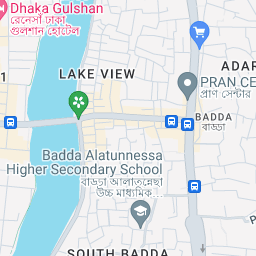 Dhaka Gulshan
রেনেসাঁ ঢাকা
গুলশান হোটেল
LAKE VIEW
ADAR
1
PRAN CE
প্রাণ সেন্টার
BADDA
বাড্ডা
Badda Alatunnessa
Higher Secondary School
বাড্ডা আলাতুন্নেছা
উচ্চ মাধ্যমিক ...
SOUTH BADDA